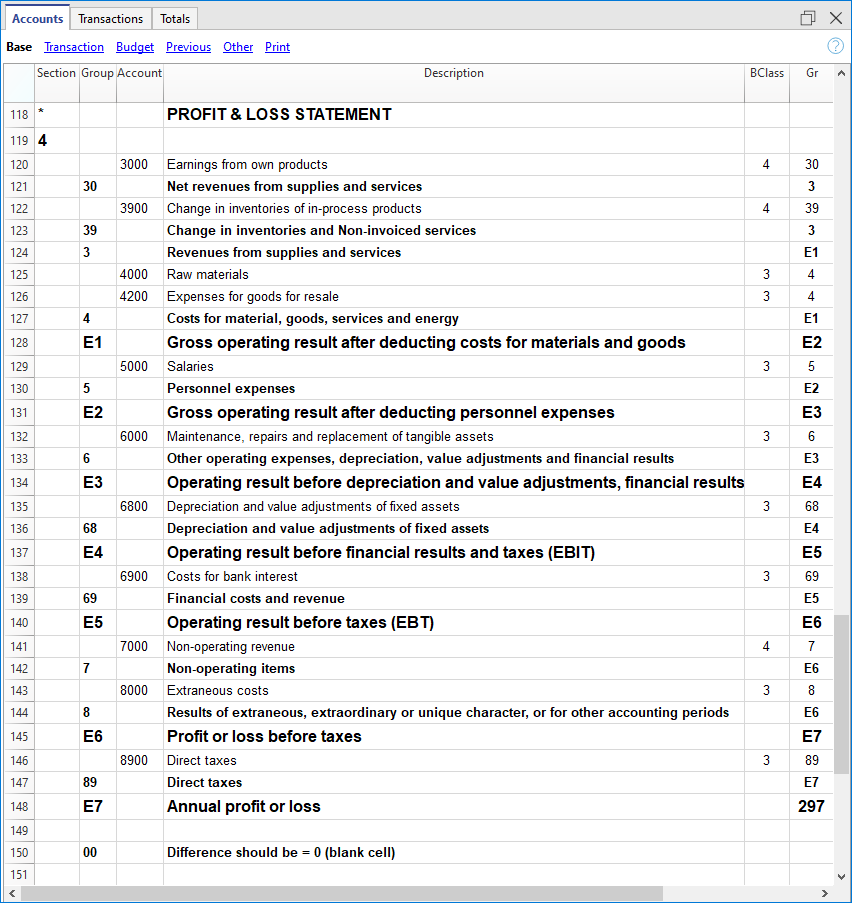 Accounts Transactions Totals
Base Transaction Budget Previous Other Print ?
Section Group Account Description BClass Gr
118 * PROFIT & LOSS STATEMENT
119 4
120 3000 Earnings from own products 4 30
121 30 Net revenues from supplies and services 3
122 3900 Change in inventories of in-process products 4 39
123 39 Change in inventories and Non-invoiced services 3
124 3 Revenues from supplies and services E1
125 4000 Raw materials 3 4
126 4200 Expenses for goods for resale 3 4
127 4 Costs for material, goods, services and energy E1
128 E1 Gross operating result after deducting costs for materials and goods E2
129 5000 Salaries 3 5
130 5 Personnel expenses E2
131 E2 Gross operating result after deducting personnel expenses E3
132 6000 Maintenance, repairs and replacement of tangible assets 3 6
133 6 Other operating expenses, depreciation, value adjustments and financial results E3
134 E3 Operating result before depreciation and value adjustments, financial results E4
135 6800 Depreciation and value adjustments of fixed assets 3 68
136 68 Depreciation and value adjustments of fixed assets E4
137 E4 Operating result before financial results and taxes (EBIT) E5
138 6900 Costs for bank interest 3 69
139 69 Financial costs and revenue E5
140 E5 Operating result before taxes (EBT) E6
141 7000 Non-operating revenue 4 7
142 7 Non-operating items E6
143 8000 Extraneous costs 3 8
144 8 Results of extraneous, extraordinary or unique character, or for other accounting periods E6
145 E6 Profit or loss before taxes E7
146 8900 Direct taxes 3 89
147 89 Direct taxes E7
148 E7 Annual profit or loss 297
149
150 00 Difference should be = 0 (blank cell)
151